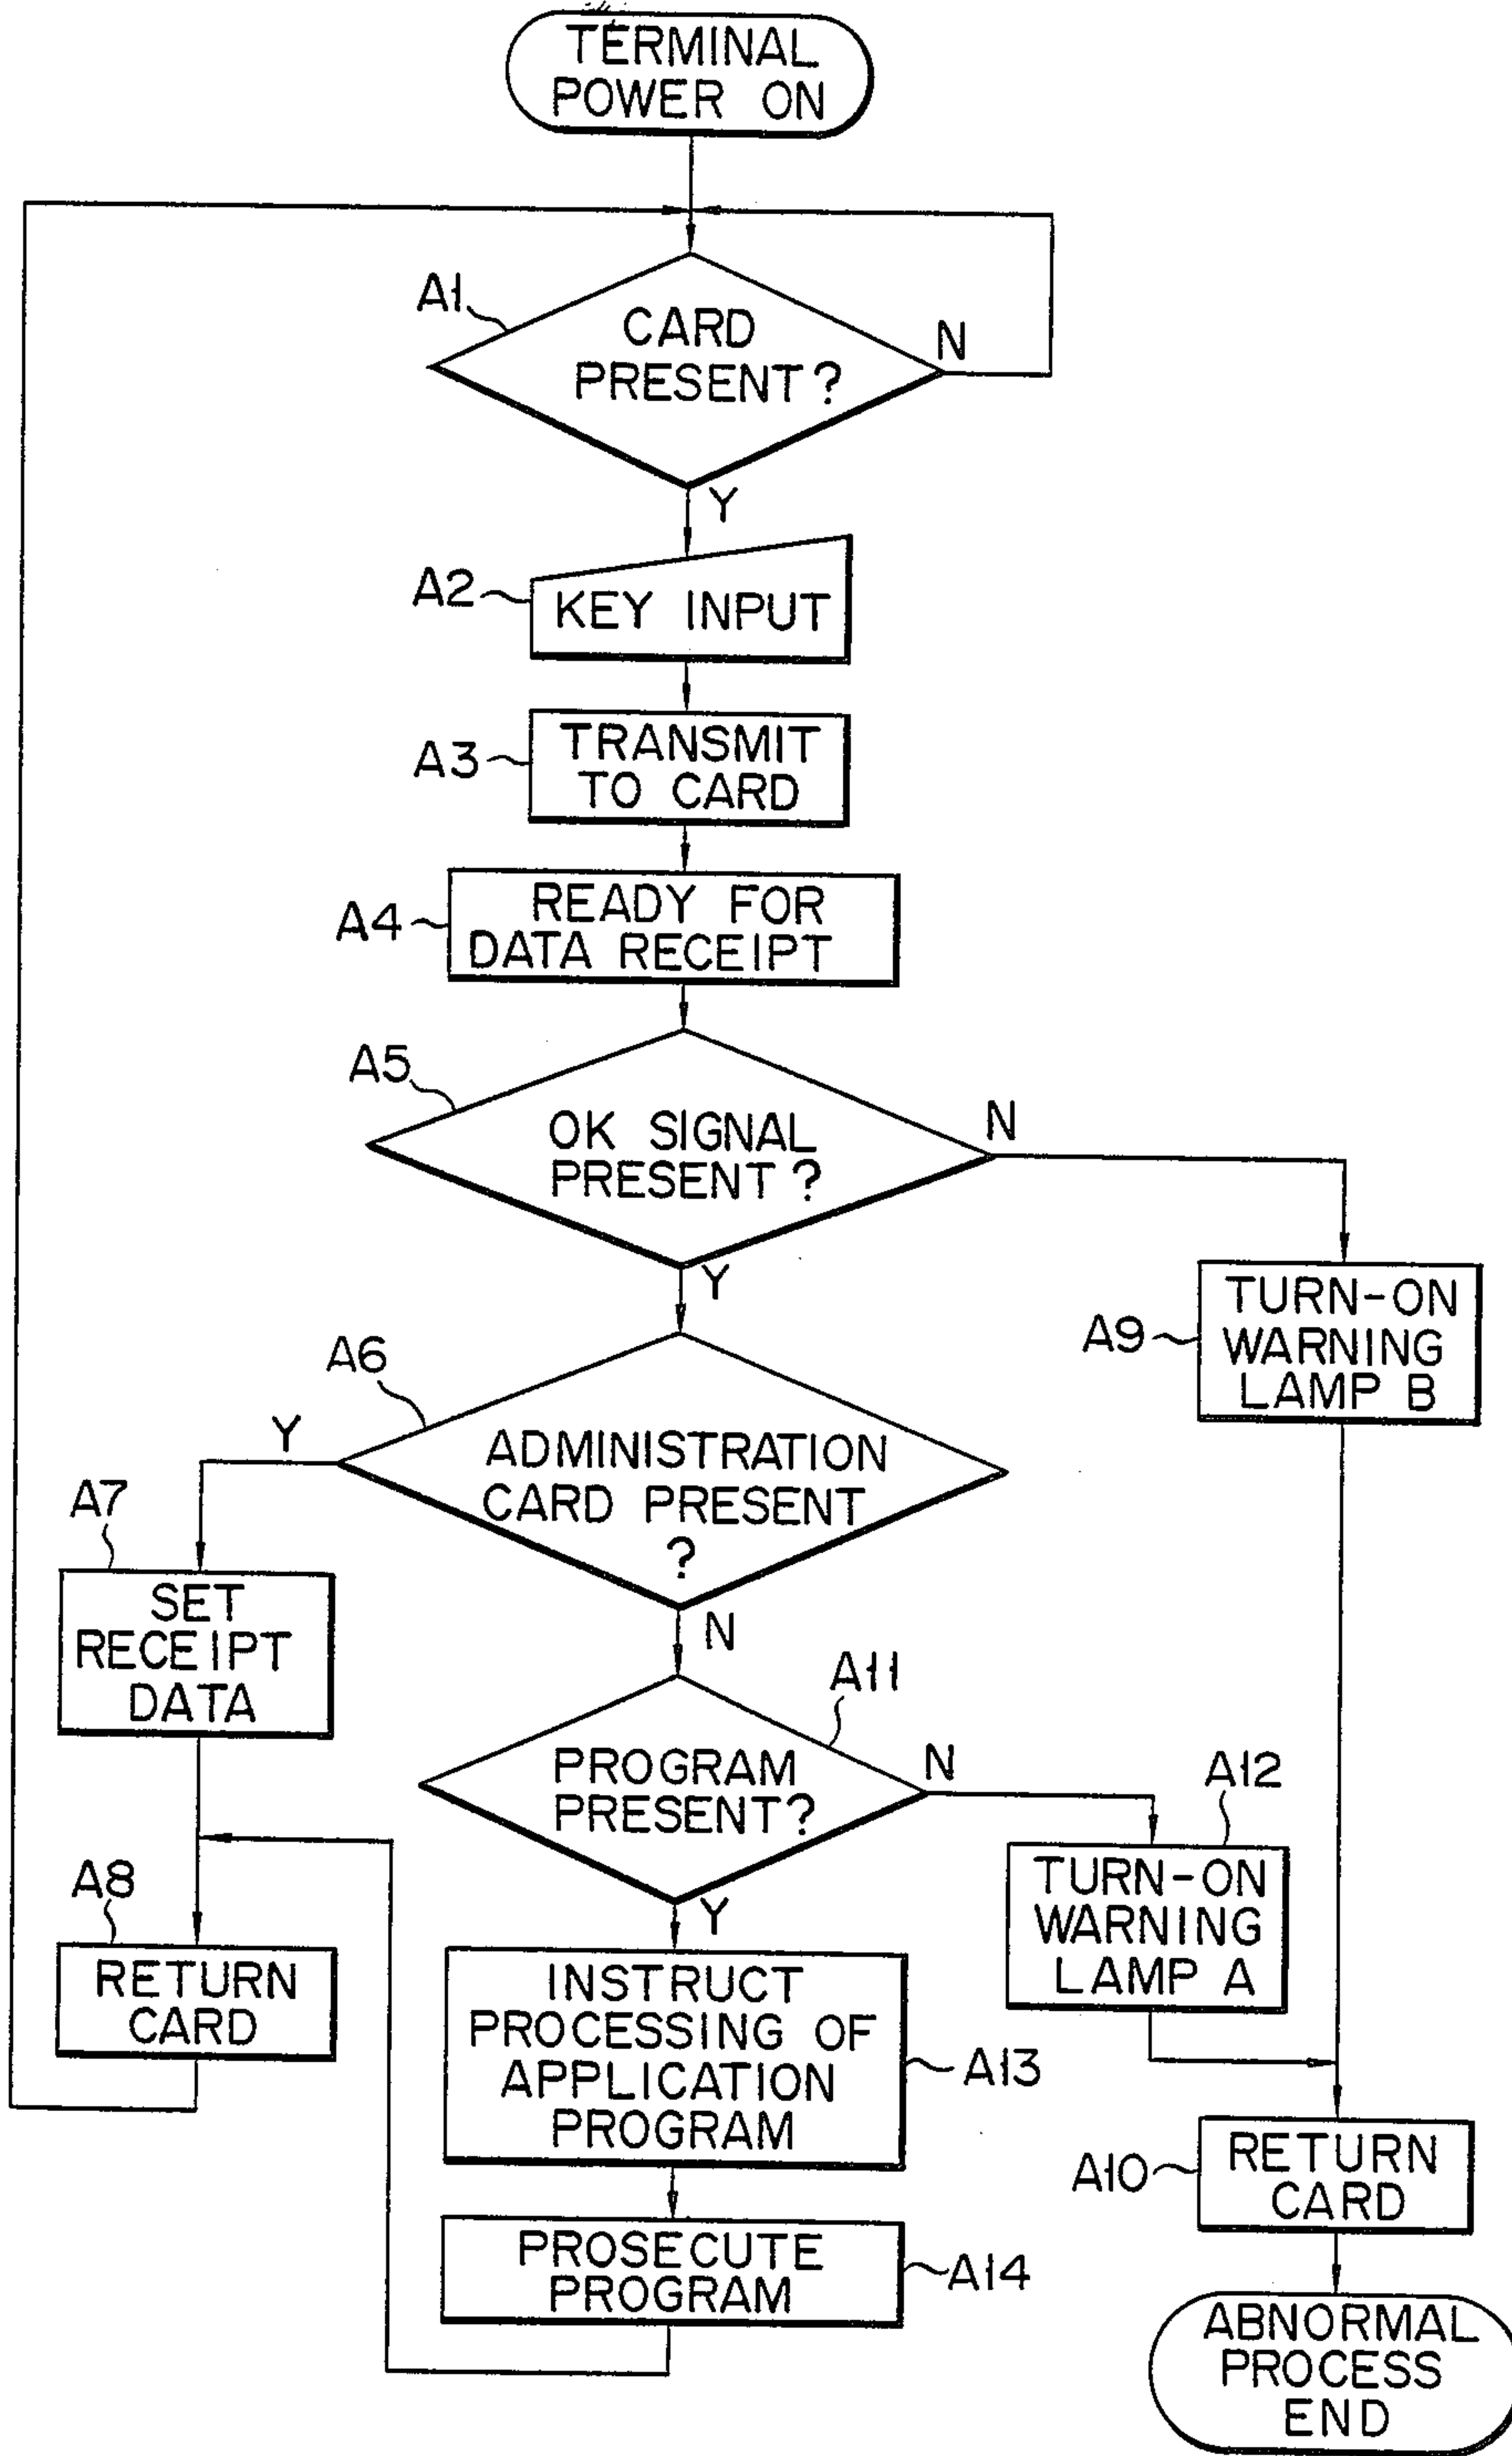 TERMINAL
POWER ON
A1
CARD
PRESENT?
N
Y
A2
KEY INPUT
A3
TRANSMIT
TO CARD
A4
READY FOR
DATA RECEIPT
A5
OK SIGNAL
PRESENT?
N
Y
A9
TURN-ON
WARNING
LAMP B
A6
Y
ADMINISTRATION
CARD PRESENT
?
N
A7
SET
RECEIPT
DATA
A11
PROGRAM
PRESENT?
N
Y
A12
TURN-ON
WARNING
LAMP A
A8
RETURN
CARD
INSTRUCT
PROCESSING OF
APPLICATION
PROGRAM
A13
A10
RETURN
CARD
PROSECUTE
PROGRAM
A14
ABNORMAL
PROCESS
END